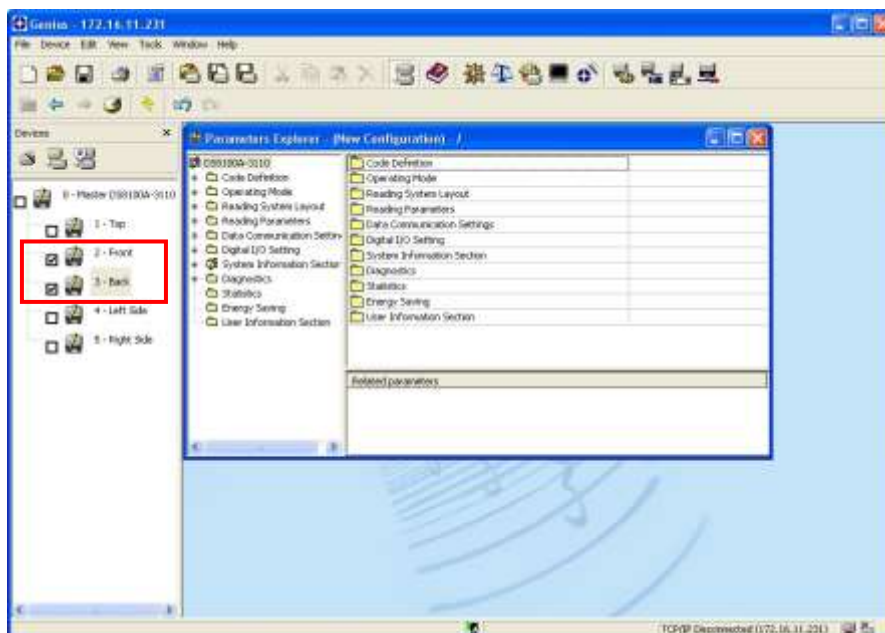 Genius - 172.16.11.231
File Device Edit View Tools Window Help
Devices
0 - Master DS8100A-3110
1 - Top
2 - Front
3 - Back
4 - Left Side
5 - Right Side
Parameters Explorer - (New Configuration) - /
DS8100A-3110
Code Definition
Operating Mode
Reading System Layout
Reading Parameters
Data Communication Settin
Digital I/O Setting
System Information Section
Diagnostics
Statistics
Energy Saving
User Information Section
Code Definition
Operating Mode
Reading System Layout
Reading Parameters
Data Communication Settings
Digital I/O Setting
System Information Section
Diagnostics
Statistics
Energy Saving
User Information Section
Related parameters
TCP/IP Disconnected (172.16.11.231)